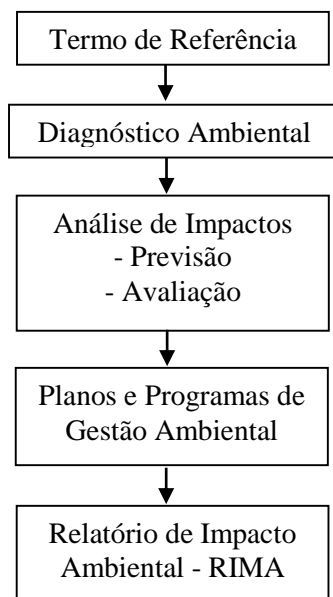 Termo de Referência
Diagnóstico Ambiental
Análise de Impactos
- Previsão
- Avaliação
Planos e Programas de
Gestão Ambiental
Relatório de Impacto
Ambiental - RIMA